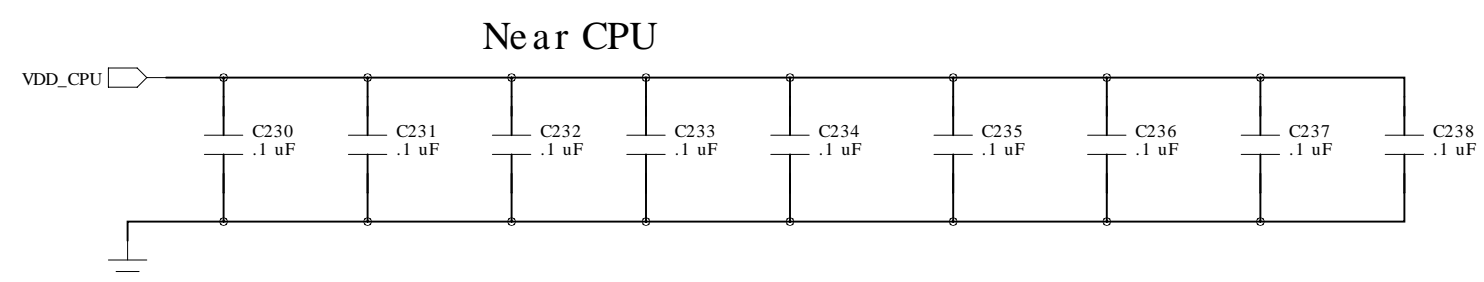 Near CPU
VDD_CPU
C230
.1 uF
C231
.1 uF
C232
.1 uF
C233
.1 uF
C234
.1 uF
C235
.1 uF
C236
.1 uF
C237
.1 uF
C238
.1 uF